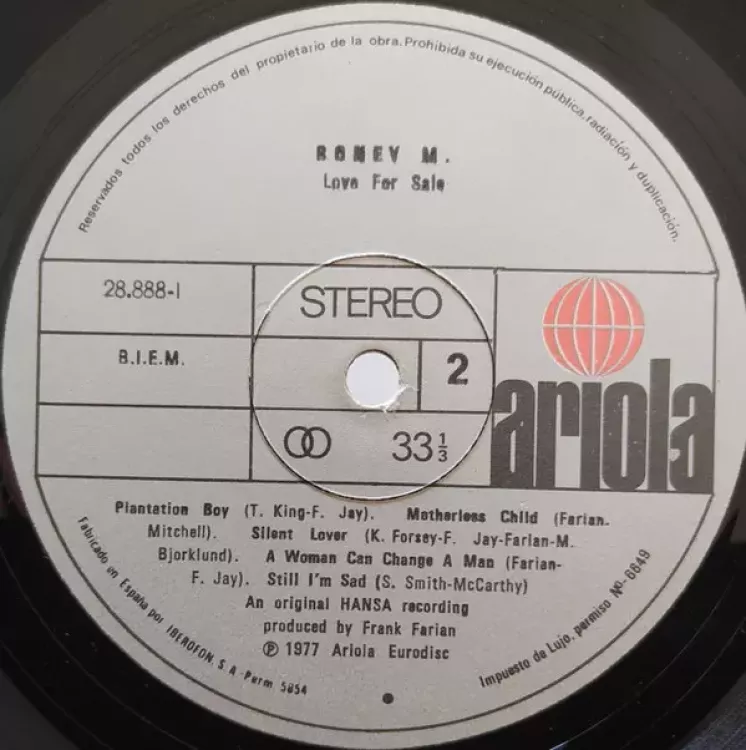 Reservados todos los derechos del propietario de la obra. Prohibida su ejecución pública, radiación y duplicación.
BONEY M.
Love For Sale
28.888-I
STEREO
B.I.E.M.
2
33 1/3
ariola
Plantation Boy (T. King-F. Jay). Motherless Child (Farian.
Mitchell). Silent Lover (K. Forsey-F. Jay-Farian-M.
Bjorklund). A Woman Can Change A Man (Farian-
F. Jay). Still I'm Sad (S. Smith-McCarthy)
An original HANSA recording
produced by Frank Farian
℗ 1977 Ariola Eurodisc
Fabricado en España por IBEROFON, S. A.-Perm. 5854
Impuesto de Lujo, permiso Nº-6649